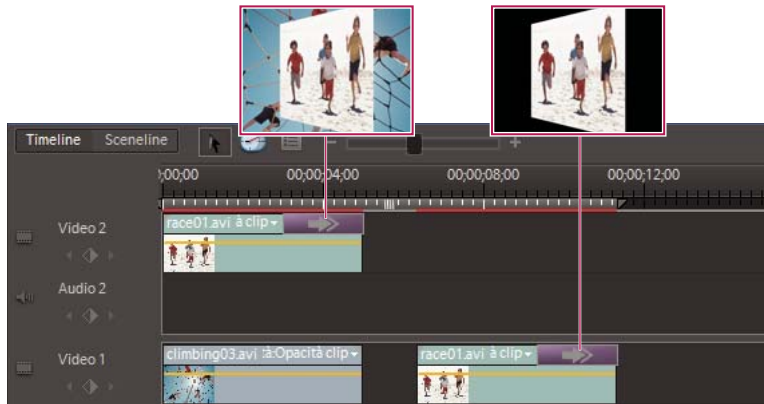 Timeline Sceneline
;00;00 00;00;04;00 00;00;08;00 00;00;12;00
Video 2
race01.avi à clip
Audio 2
Video 1
climbing03.avi :à:Opacità clip
race01.avi à clip